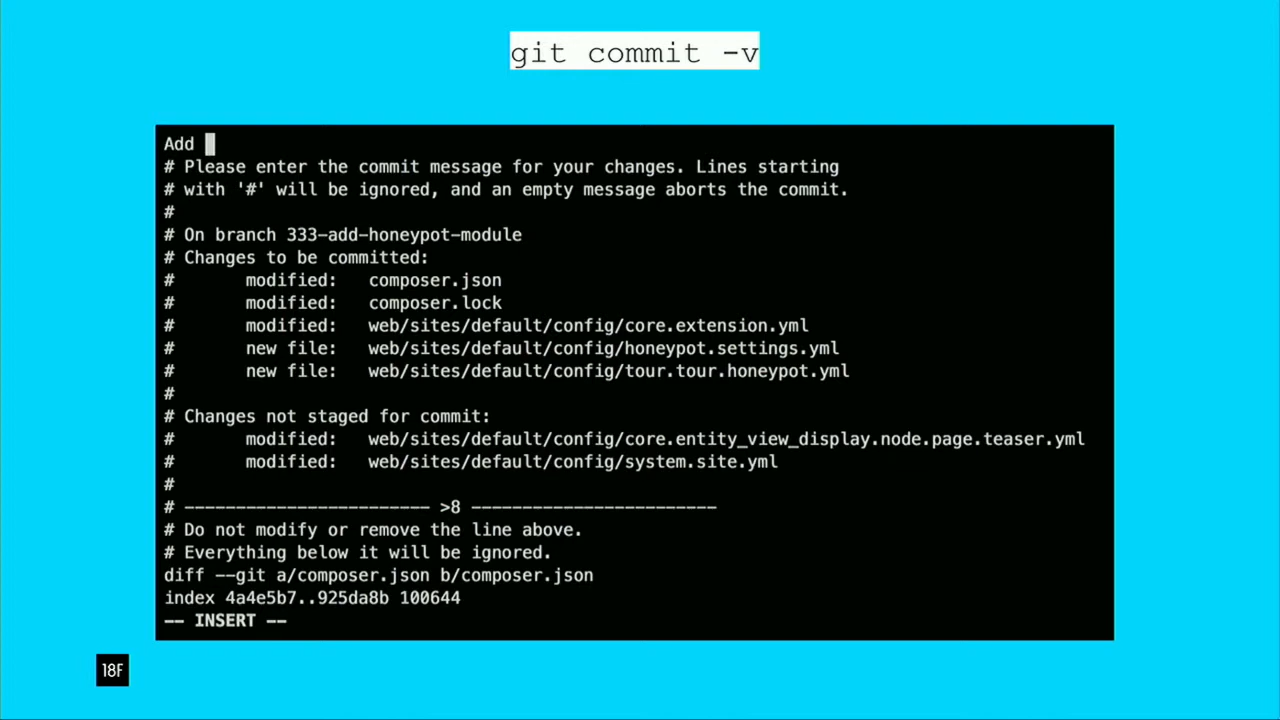 git commit -v
Add
# Please enter the commit message for your changes. Lines starting
# with '#' will be ignored, and an empty message aborts the commit.
#
# On branch 333-add-honeypot-module
# Changes to be committed:
#       modified:   composer.json
#       modified:   composer.lock
#       modified:   web/sites/default/config/core.extension.yml
#       new file:   web/sites/default/config/honeypot.settings.yml
#       new file:   web/sites/default/config/tour.tour.honeypot.yml
#
# Changes not staged for commit:
#       modified:   web/sites/default/config/core.entity_view_display.node.page.teaser.yml
#       modified:   web/sites/default/config/system.site.yml
#
# ------------------------ >8 ------------------------
# Do not modify or remove the line above.
# Everything below it will be ignored.
diff --git a/composer.json b/composer.json
index 4a4e5b7..925da8b 100644
-- INSERT --
18F